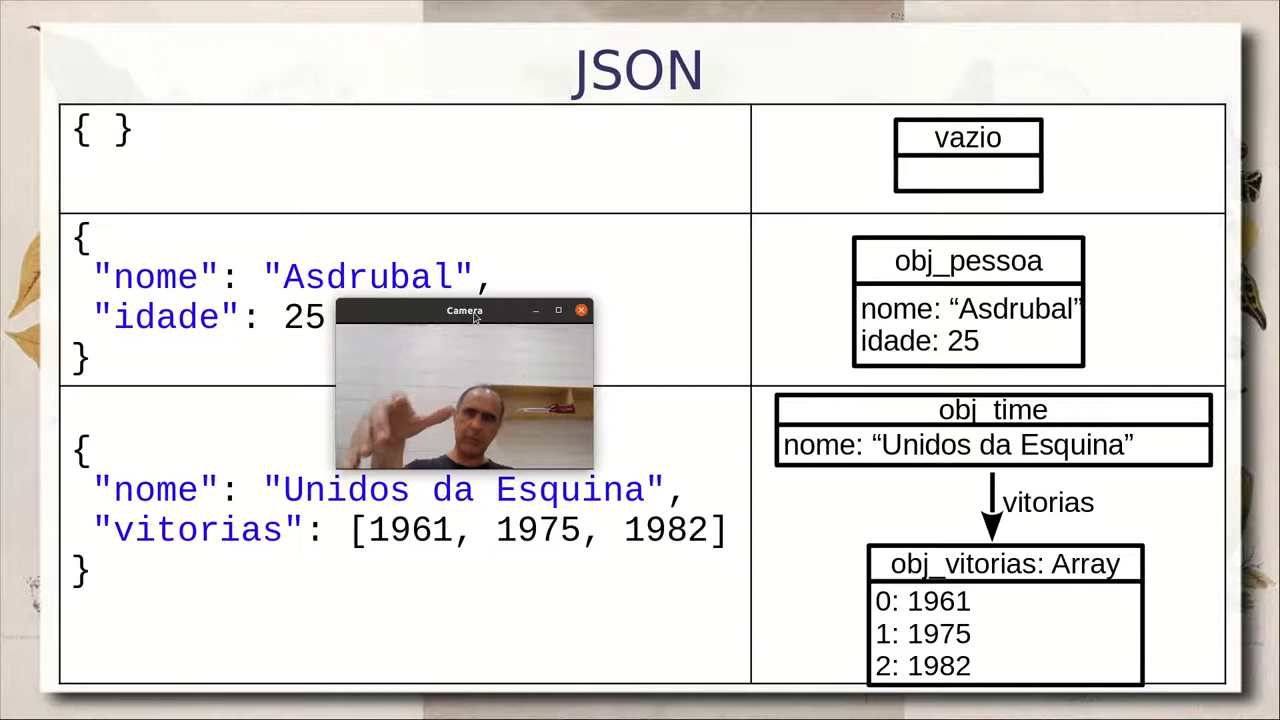 JSON
{ }
vazio
{
"nome": "Asdrubal",
"idade": 25
}
obj_pessoa
nome: “Asdrubal”
idade: 25
Camera
{
"nome": "Unidos da Esquina",
"vitorias": [1961, 1975, 1982]
}
obj_time
nome: “Unidos da Esquina”
vitorias
obj_vitorias: Array
0: 1961
1: 1975
2: 1982